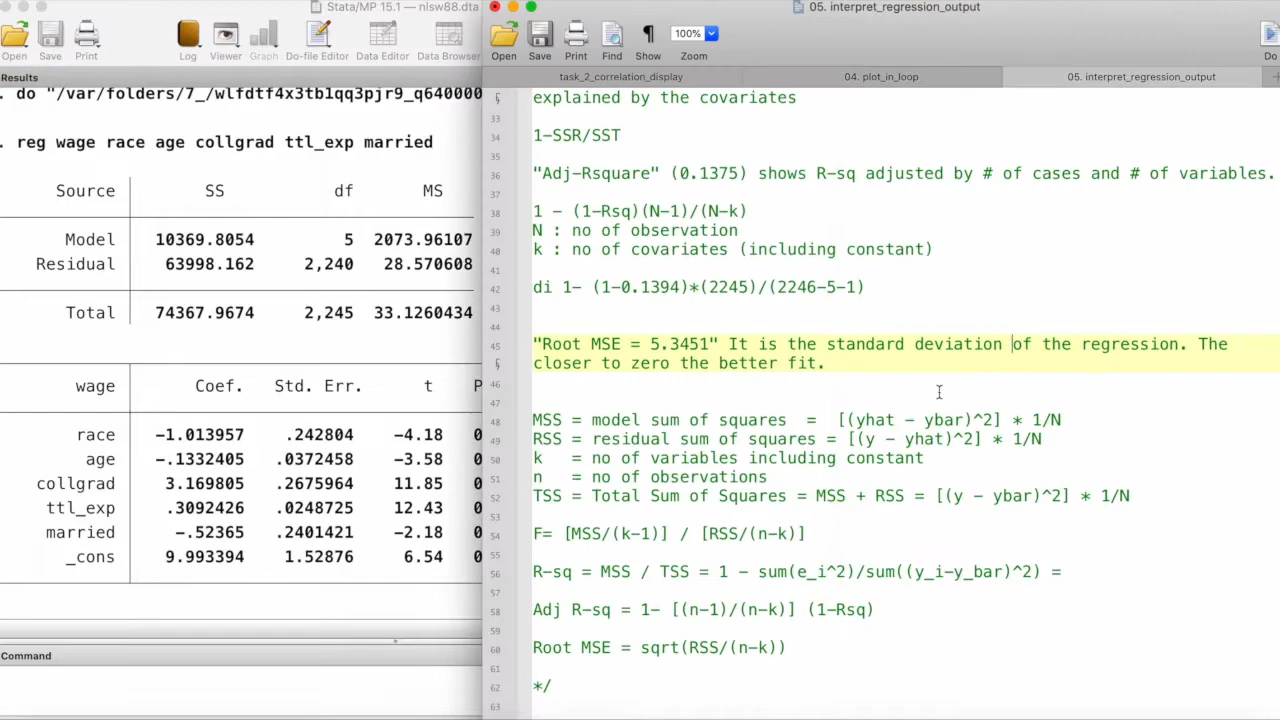 Stata/MP 15.1 — nlsw88.dta
05. interpret_regression_output
Open Save Print Log Viewer Graph Do-file Editor Data Editor Data Browser
Open Save Print Find Show 100% Zoom Do
Results
task_2_correlation_display 04. plot_in_loop 05. interpret_regression_output
. do "/var/folders/7_/wlfdtf4x3tb1qq3pjr9_q640000
. reg wage race age collgrad ttl_exp married
Source SS df MS
Model 10369.8054 5 2073.96107
Residual 63998.162 2,240 28.570608
Total 74367.9674 2,245 33.1260434
wage Coef. Std. Err. t P
race -1.013957 .242804 -4.18 0
age -.1332405 .0372458 -3.58 0
collgrad 3.169805 .2675964 11.85 0
ttl_exp .3092426 .0248725 12.43 0
married -.52365 .2401421 -2.18 0
_cons 9.993394 1.52876 6.54 0
Command
explained by the covariates
33
34 1-SSR/SST
35
36 "Adj-Rsquare" (0.1375) shows R-sq adjusted by # of cases and # of variables.
37
38 1 - (1-Rsq)(N-1)/(N-k)
39 N : no of observation
40 k : no of covariates (including constant)
41
42 di 1- (1-0.1394)*(2245)/(2246-5-1)
43
44
45 "Root MSE = 5.3451" It is the standard deviation of the regression. The
closer to zero the better fit.
46
47
48 MSS = model sum of squares = [(yhat - ybar)^2] * 1/N
49 RSS = residual sum of squares = [(y - yhat)^2] * 1/N
50 k = no of variables including constant
51 n = no of observations
52 TSS = Total Sum of Squares = MSS + RSS = [(y - ybar)^2] * 1/N
53
54 F= [MSS/(k-1)] / [RSS/(n-k)]
55
56 R-sq = MSS / TSS = 1 - sum(e_i^2)/sum((y_i-y_bar)^2) =
57
58 Adj R-sq = 1- [(n-1)/(n-k)] (1-Rsq)
59
60 Root MSE = sqrt(RSS/(n-k))
61
62 */
63